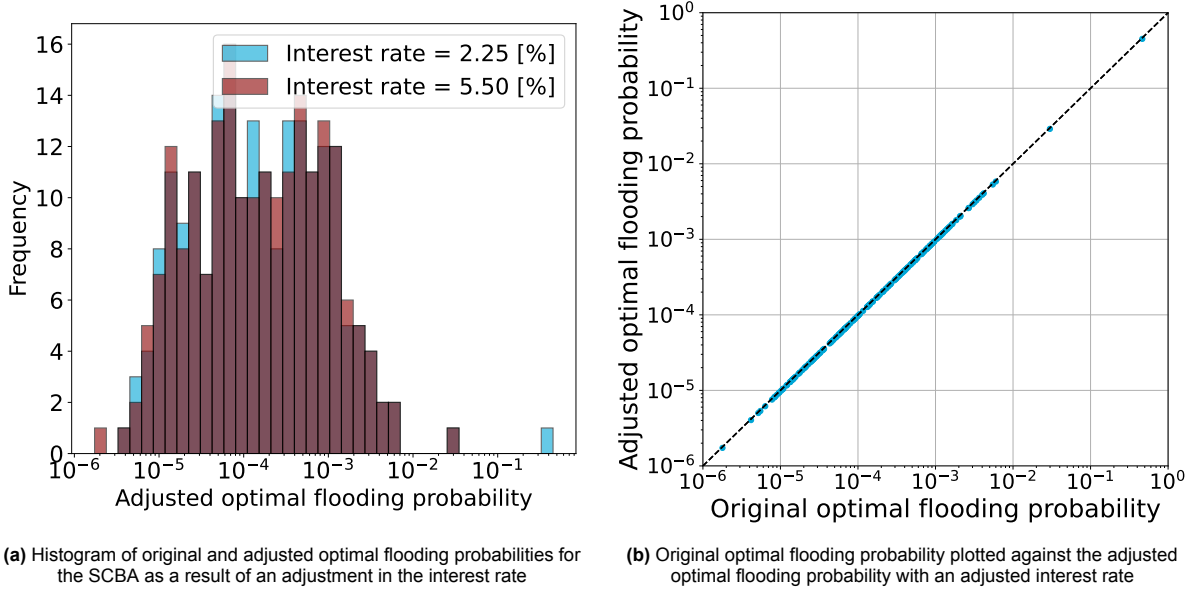 Interest rate = 2.25 [%]
Interest rate = 5.50 [%]
Frequency
16
14
12
10
8
6
4
2
0
10⁻⁶ 10⁻⁵ 10⁻⁴ 10⁻³ 10⁻² 10⁻¹
Adjusted optimal flooding probability
(a) Histogram of original and adjusted optimal flooding probabilities for
the SCBA as a result of an adjustment in the interest rate
Adjusted optimal flooding probability
10⁰
10⁻¹
10⁻²
10⁻³
10⁻⁴
10⁻⁵
10⁻⁶
10⁻⁶ 10⁻⁵ 10⁻⁴ 10⁻³ 10⁻² 10⁻¹ 10⁰
Original optimal flooding probability
(b) Original optimal flooding probability plotted against the adjusted
optimal flooding probability with an adjusted interest rate